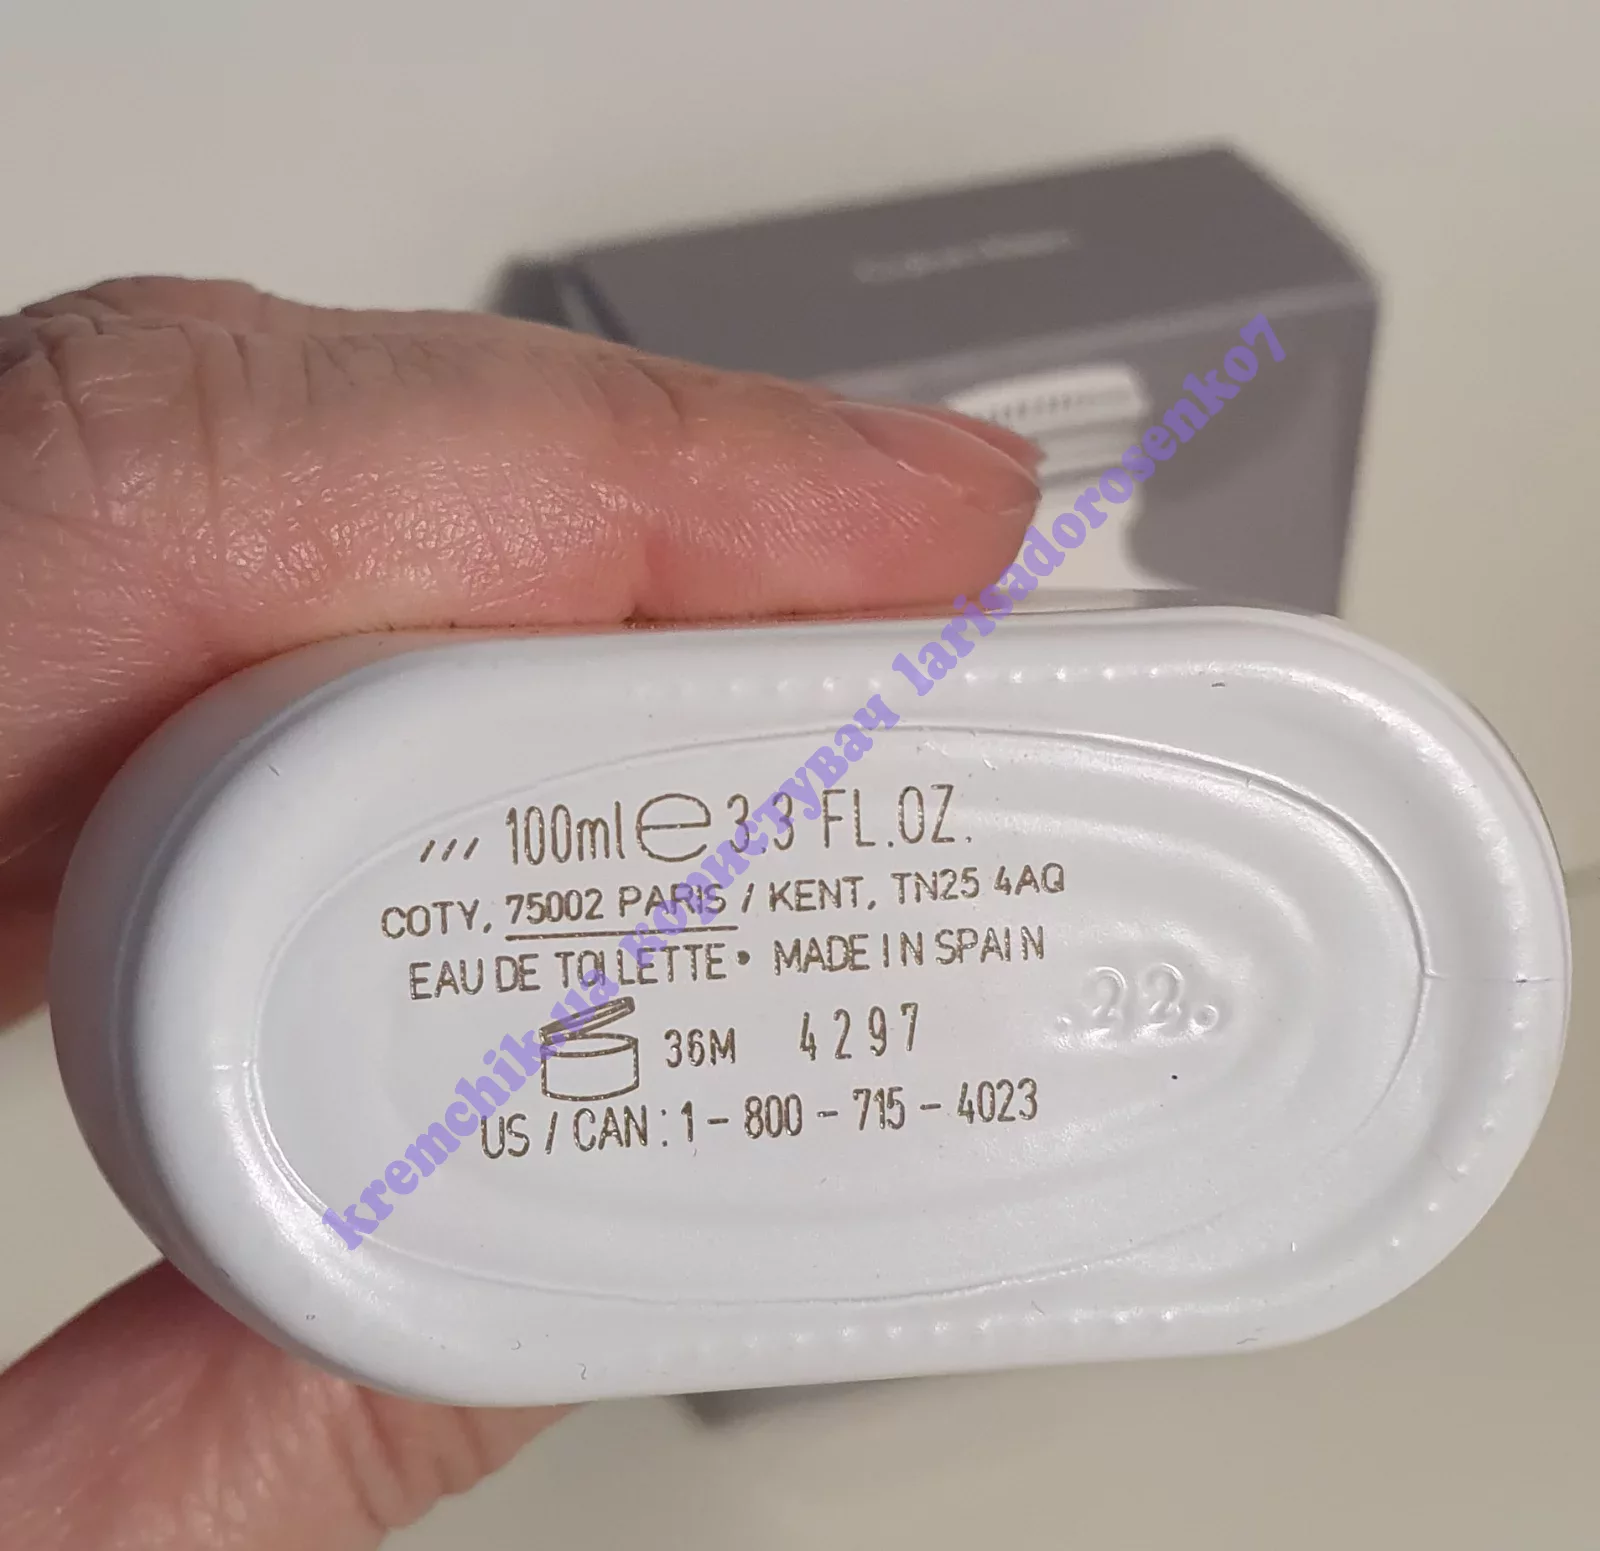 100ml ℮ 3.3 FL.OZ.
COTY, 75002 PARIS / KENT, TN25 4AQ
EAU DE TOILETTE • MADE IN SPAIN
36M 4297
.22.
US / CAN : 1 - 800 - 715 - 4023
kremchik.ua користувач larisadorosenko7